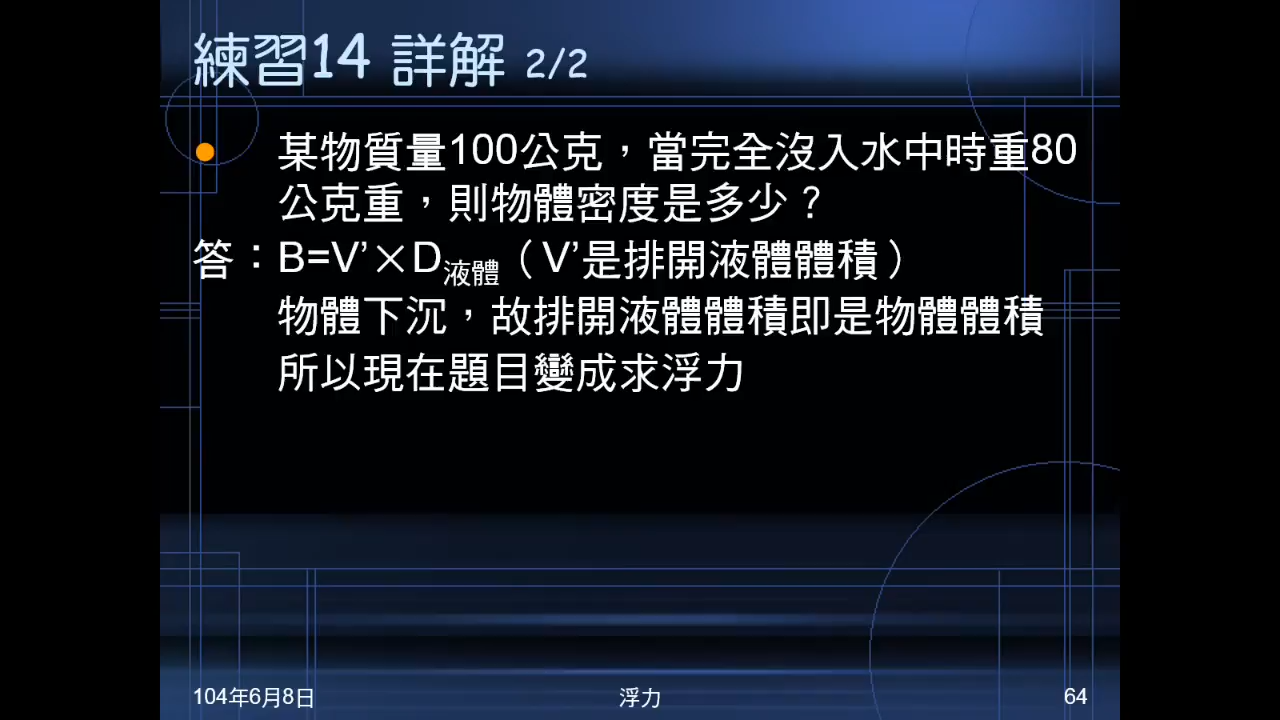 練習14 詳解 2/2
某物質量100公克，當完全沒入水中時重80
公克重，則物體密度是多少？
答：B=V’×D液體（V’是排開液體體積）
物體下沉，故排開液體體積即是物體體積
所以現在題目變成求浮力
104年6月8日
浮力
64